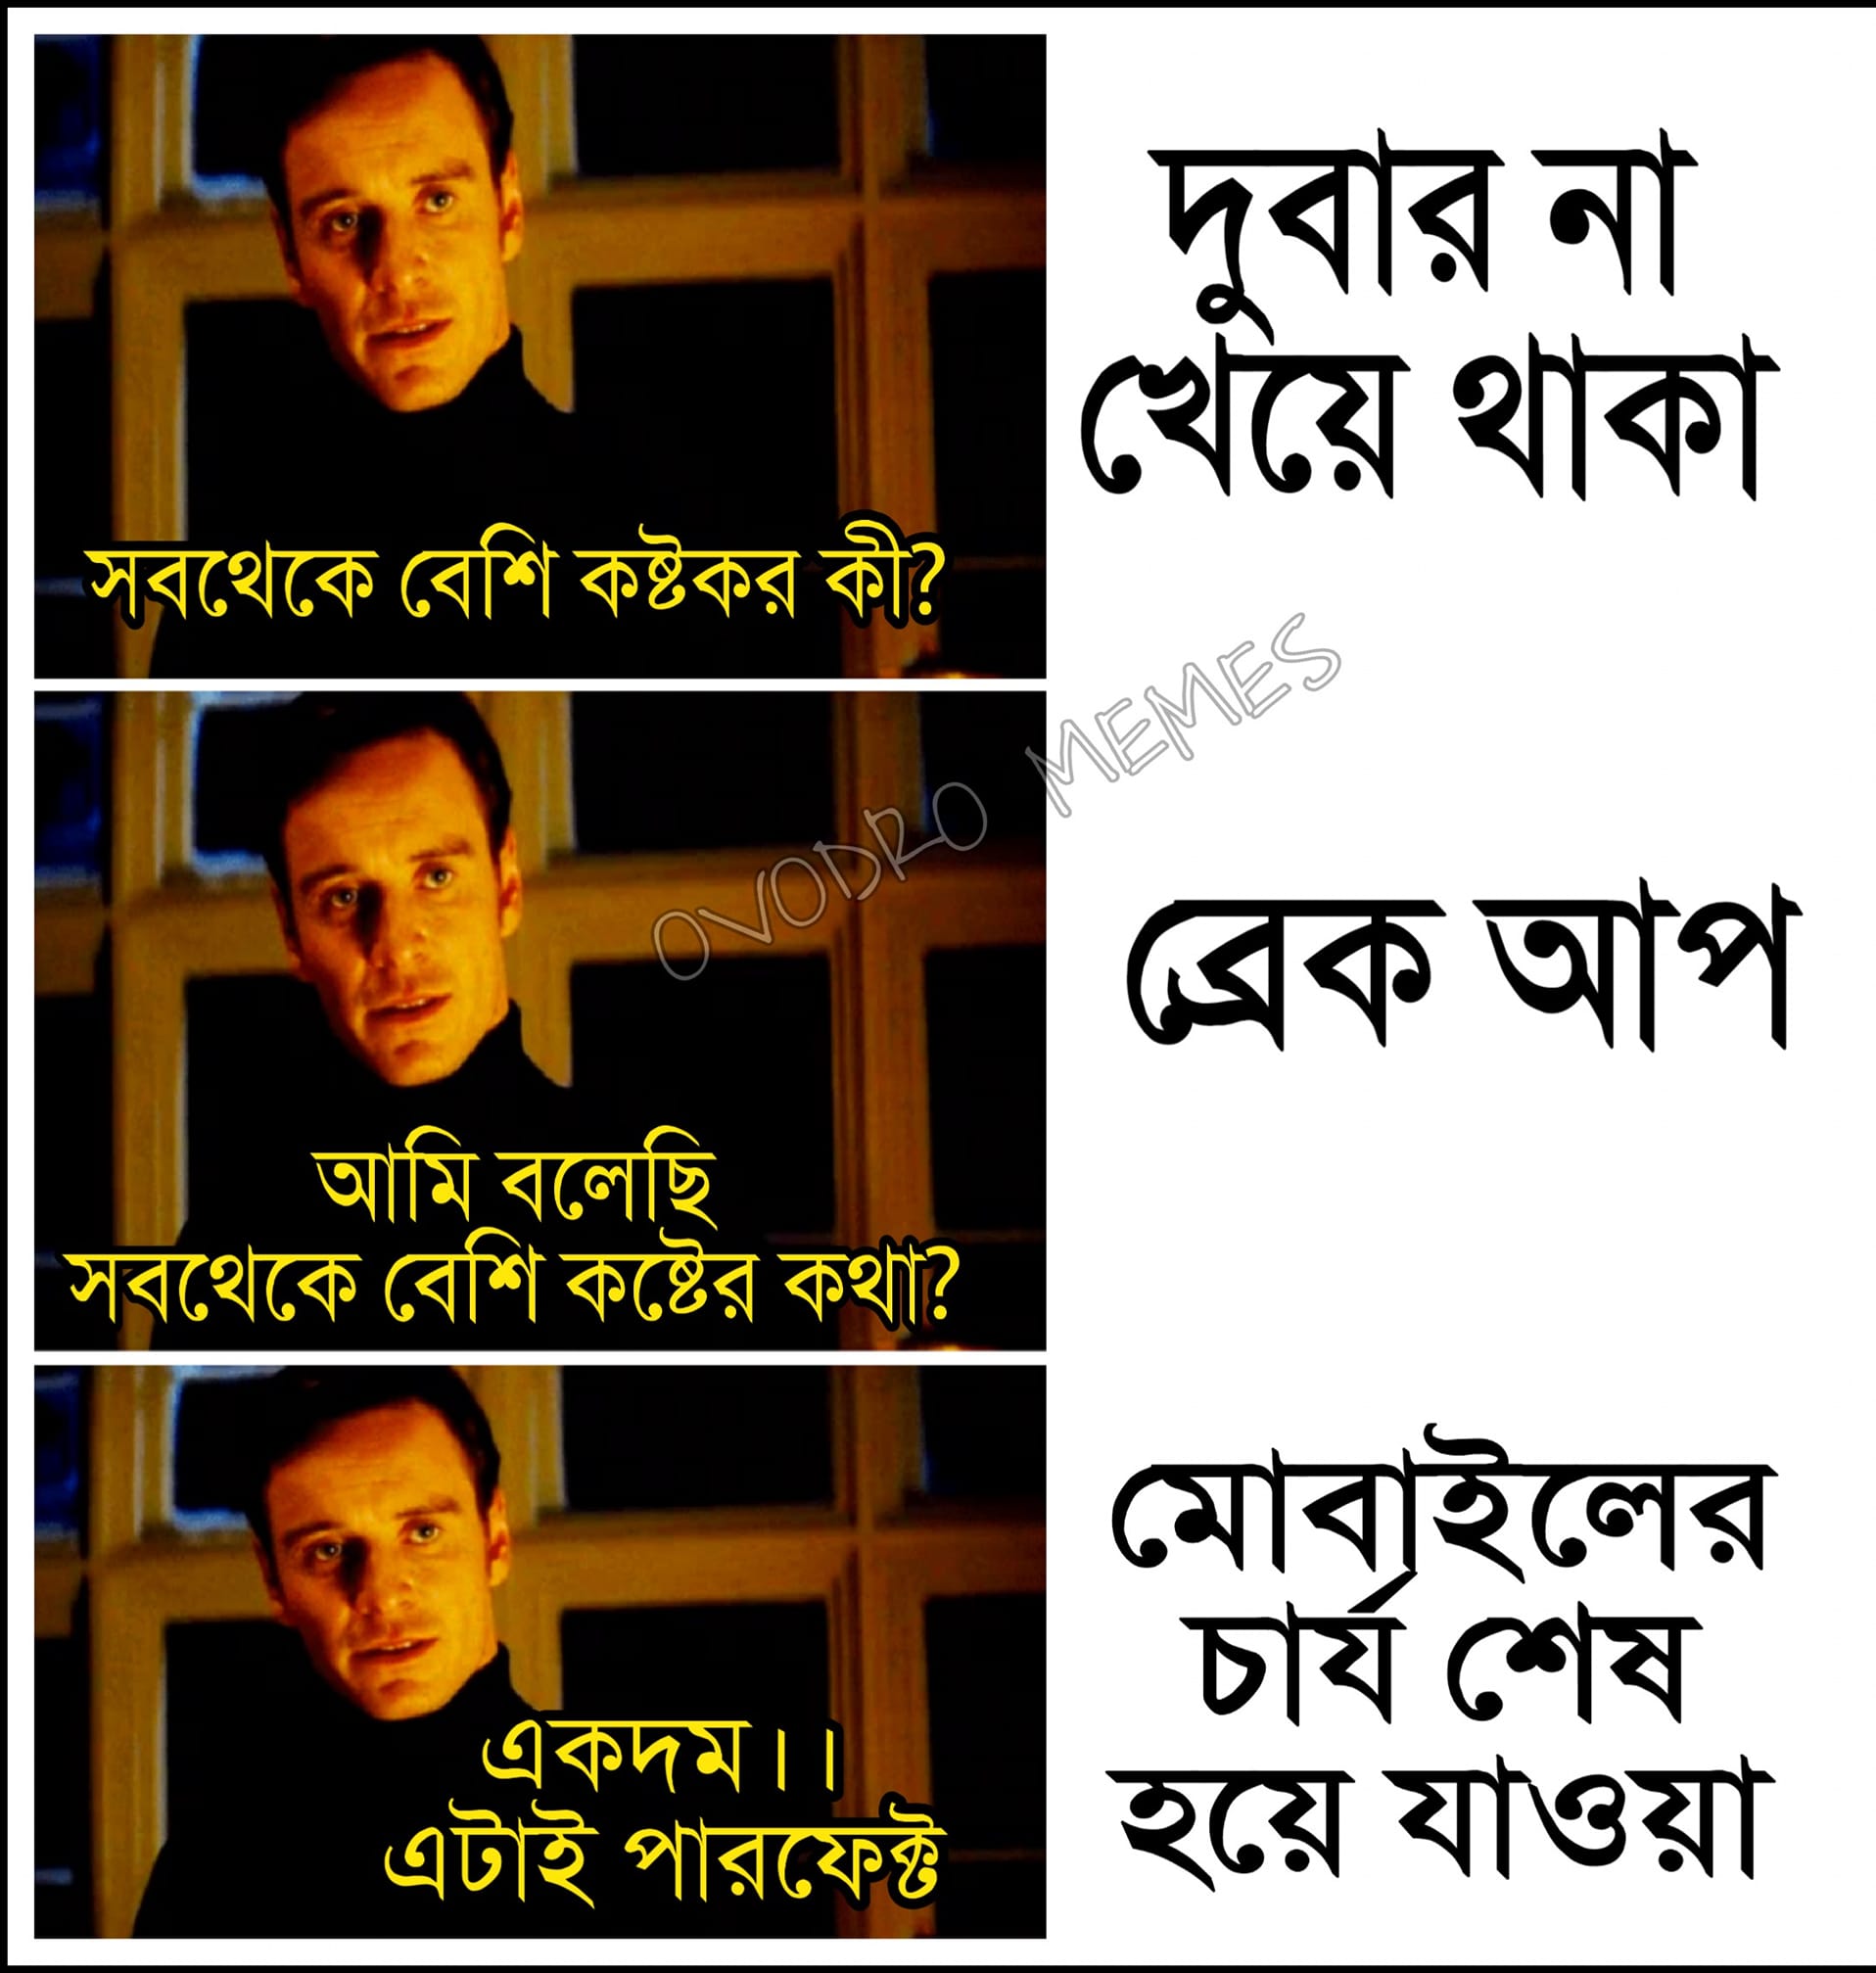 দুবার না
খেয়ে থাকা
সবথেকে বেশি কষ্টকর কী?
OVODRO MEMES
ব্রেক আপ
আমি বলেছি
সবথেকে বেশি কষ্টের কথা?
মোবাইলের
চার্য শেষ
হয়ে যাওয়া
একদম।।
এটাই পারফেক্ট